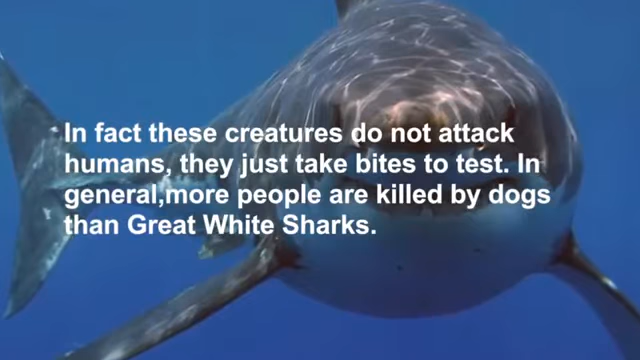 In fact these creatures do not attack
humans, they just take bites to test. In
general,more people are killed by dogs
than Great White Sharks.